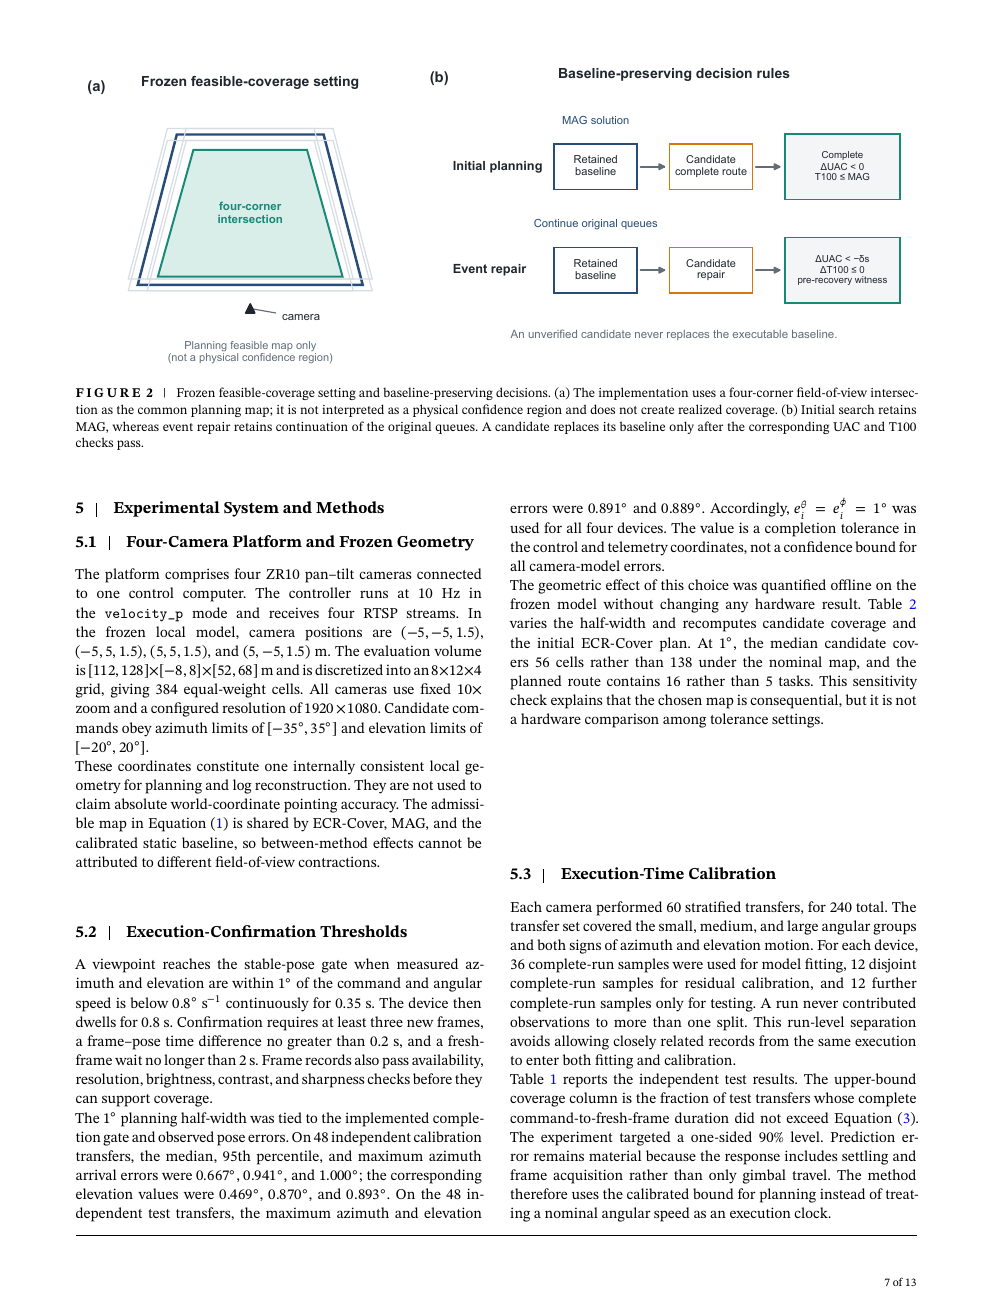 (a)
Frozen feasible-coverage setting
four-corner
intersection
camera
Planning feasible map only
(not a physical confidence region)
(b)
Baseline-preserving decision rules
MAG solution
Initial planning
Retained
baseline
Candidate
complete route
Complete
ΔUAC < 0
T100 ≤ MAG
Continue original queues
Event repair
Retained
baseline
Candidate
repair
ΔUAC < −δs
ΔT100 ≤ 0
pre-recovery witness
An unverified candidate never replaces the executable baseline.
FIGURE 2 | Frozen feasible-coverage setting and baseline-preserving decisions. (a) The implementation uses a four-corner field-of-view intersec-
tion as the common planning map; it is not interpreted as a physical confidence region and does not create realized coverage. (b) Initial search retains
MAG, whereas event repair retains continuation of the original queues. A candidate replaces its baseline only after the corresponding UAC and T100
checks pass.
5 | Experimental System and Methods
5.1 | Four-Camera Platform and Frozen Geometry
The platform comprises four ZR10 pan–tilt cameras connected
to one control computer. The controller runs at 10 Hz in
the velocity_p mode and receives four RTSP streams. In
the frozen local model, camera positions are (−5, −5, 1.5),
(−5, 5, 1.5), (5, 5, 1.5), and (5, −5, 1.5) m. The evaluation volume
is [112, 128]×[−8, 8]×[52, 68] m and is discretized into an 8×12×4
grid, giving 384 equal-weight cells. All cameras use fixed 10×
zoom and a configured resolution of 1920×1080. Candidate com-
mands obey azimuth limits of [−35°, 35°] and elevation limits of
[−20°, 20°].
These coordinates constitute one internally consistent local ge-
ometry for planning and log reconstruction. They are not used to
claim absolute world-coordinate pointing accuracy. The admissi-
ble map in Equation (1) is shared by ECR-Cover, MAG, and the
calibrated static baseline, so between-method effects cannot be
attributed to different field-of-view contractions.
5.2 | Execution-Confirmation Thresholds
A viewpoint reaches the stable-pose gate when measured az-
imuth and elevation are within 1° of the command and angular
speed is below 0.8° s⁻¹ continuously for 0.35 s. The device then
dwells for 0.8 s. Confirmation requires at least three new frames,
a frame–pose time difference no greater than 0.2 s, and a fresh-
frame wait no longer than 2 s. Frame records also pass availability,
resolution, brightness, contrast, and sharpness checks before they
can support coverage.
The 1° planning half-width was tied to the implemented comple-
tion gate and observed pose errors. On 48 independent calibration
transfers, the median, 95th percentile, and maximum azimuth
arrival errors were 0.667°, 0.941°, and 1.000°; the corresponding
elevation values were 0.469°, 0.870°, and 0.893°. On the 48 in-
dependent test transfers, the maximum azimuth and elevation
errors were 0.891° and 0.889°. Accordingly, e_i^θ = e_i^ϕ = 1° was
used for all four devices. The value is a completion tolerance in
the control and telemetry coordinates, not a confidence bound for
all camera-model errors.
The geometric effect of this choice was quantified offline on the
frozen model without changing any hardware result. Table 2
varies the half-width and recomputes candidate coverage and
the initial ECR-Cover plan. At 1°, the median candidate cov-
ers 56 cells rather than 138 under the nominal map, and the
planned route contains 16 rather than 5 tasks. This sensitivity
check explains that the chosen map is consequential, but it is not
a hardware comparison among tolerance settings.
5.3 | Execution-Time Calibration
Each camera performed 60 stratified transfers, for 240 total. The
transfer set covered the small, medium, and large angular groups
and both signs of azimuth and elevation motion. For each device,
36 complete-run samples were used for model fitting, 12 disjoint
complete-run samples for residual calibration, and 12 further
complete-run samples only for testing. A run never contributed
observations to more than one split. This run-level separation
avoids allowing closely related records from the same execution
to enter both fitting and calibration.
Table 1 reports the independent test results. The upper-bound
coverage column is the fraction of test transfers whose complete
command-to-fresh-frame duration did not exceed Equation (3).
The experiment targeted a one-sided 90% level. Prediction er-
ror remains material because the response includes settling and
frame acquisition rather than only gimbal travel. The method
therefore uses the calibrated bound for planning instead of treat-
ing a nominal angular speed as an execution clock.
7 of 13